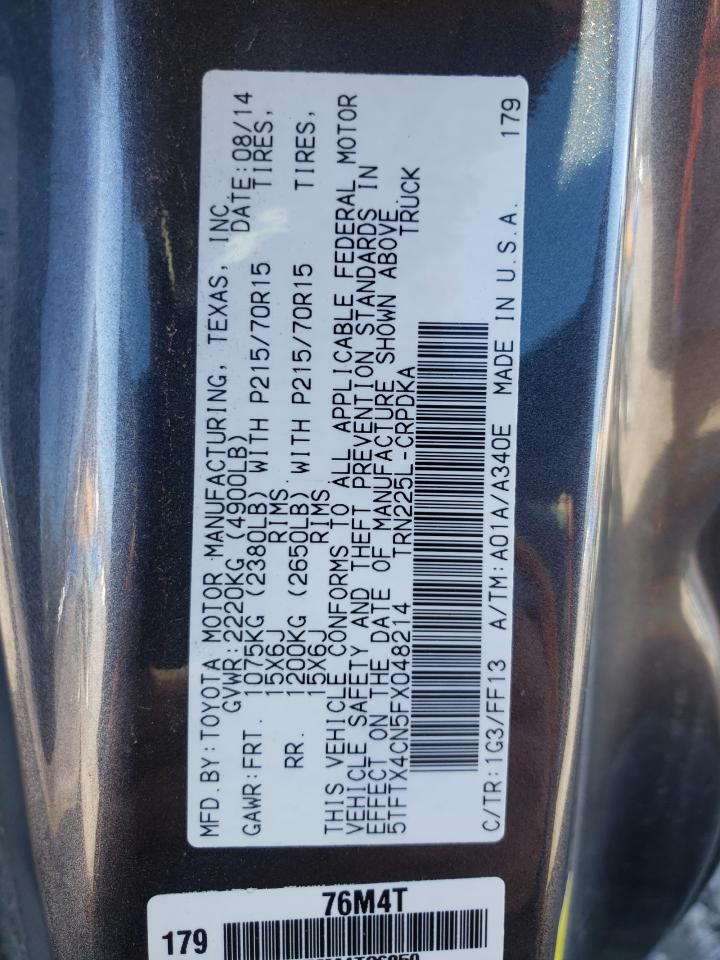 MFD.BY:TOYOTA MOTOR MANUFACTURING, TEXAS, INC.
GVWR:2220KG (4900LB) DATE:08/14
GAWR:FRT. 1075KG (2380LB) WITH P215/70R15 TIRES,
15X6J RIMS
RR. 1200KG (2650LB) WITH P215/70R15 TIRES,
15X6J RIMS
THIS VEHICLE CONFORMS TO ALL APPLICABLE FEDERAL MOTOR
VEHICLE SAFETY AND THEFT PREVENTION STANDARDS IN
EFFECT ON THE DATE OF MANUFACTURE SHOWN ABOVE.
5TFTX4CN5FX048214 TRN225L-CRPDKA TRUCK
C/TR:1G3/FF13 A/TM:A01A/A340E MADE IN U.S.A. 179
76M4T
179